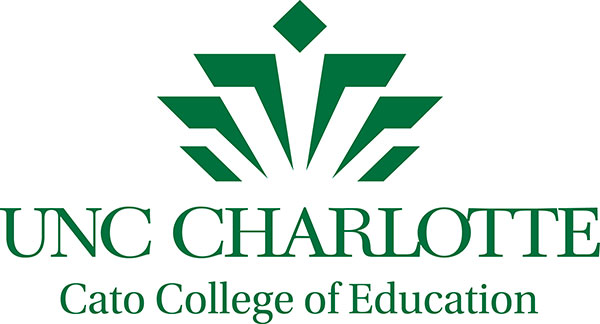 UNC CHARLOTTE
Cato College of Education